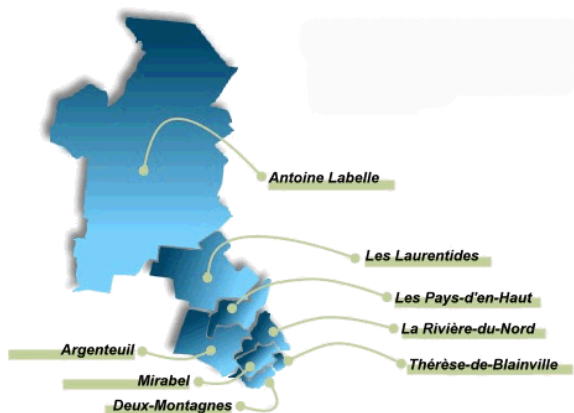 Antoine Labelle
Les Laurentides
Les Pays-d'en-Haut
La Rivière-du-Nord
Argenteuil
Thérèse-de-Blainville
Mirabel
Deux-Montagnes